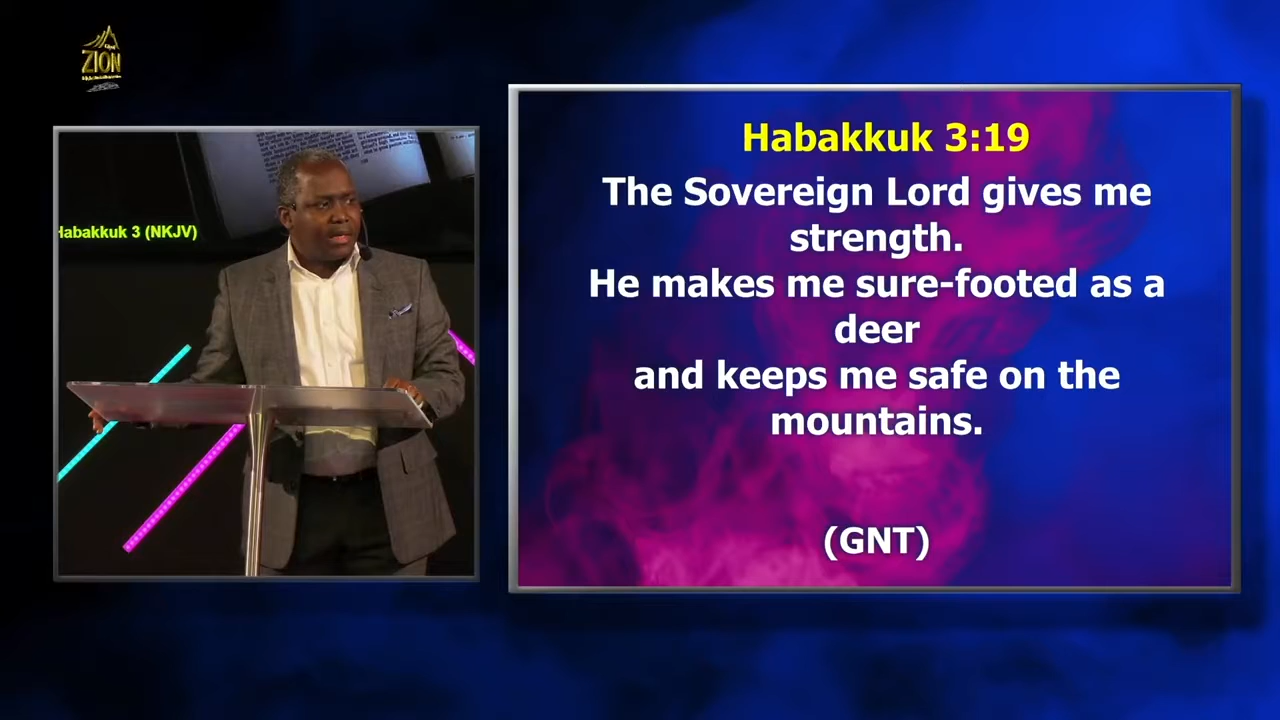 ZION
Habakkuk 3 (NKJV)
Habakkuk 3:19
The Sovereign Lord gives me
strength.
He makes me sure-footed as a
deer
and keeps me safe on the
mountains.
(GNT)